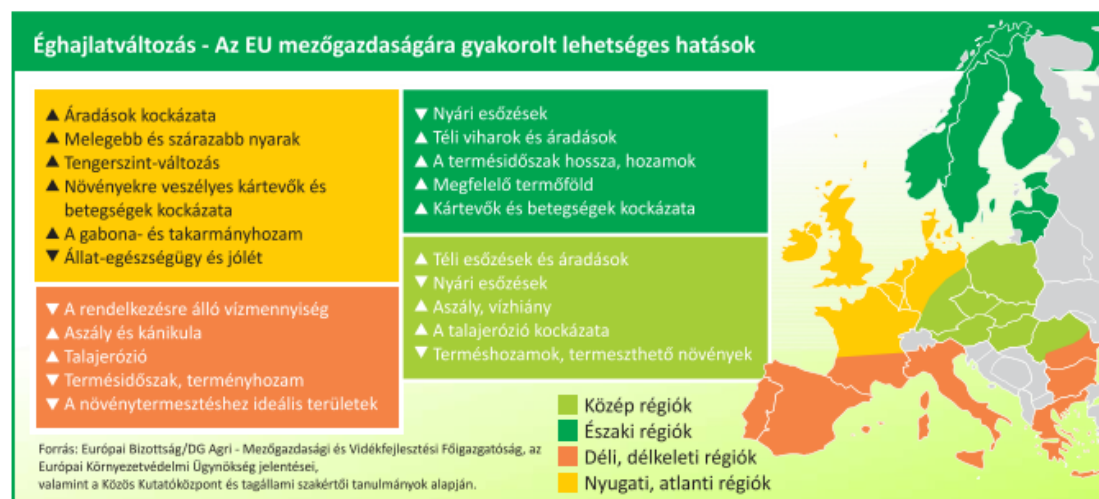 Éghajlatváltozás - Az EU mezőgazdaságára gyakorolt lehetséges hatások
▲ Áradások kockázata
▲ Melegebb és szárazabb nyarak
▲ Tengerszint-változás
▲ Növényekre veszélyes kártevők és
betegségek kockázata
▲ A gabona- és takarmányhozam
▼ Állat-egészségügy és jólét
▼ Nyári esőzések
▲ Téli viharok és áradások
▲ A termésidőszak hossza, hozamok
▲ Megfelelő termőföld
▲ Kártevők és betegségek kockázata
▼ A rendelkezésre álló vízmennyiség
▲ Aszály és kánikula
▲ Talajerózió
▼ Termésidőszak, terményhozam
▼ A növénytermesztéshez ideális területek
▲ Téli esőzések és áradások
▼ Nyári esőzések
▲ Aszály, vízhiány
▲ A talajerózió kockázata
▼ Terméshozamok, termeszthető növények
Közép régiók
Északi régiók
Déli, délkeleti régiók
Nyugati, atlanti régiók
Forrás: Európai Bizottság/DG Agri - Mezőgazdasági és Vidékfejlesztési Főigazgatóság, az
Európai Környezetvédelmi Ügynökség jelentései,
valamint a Közös Kutatóközpont és tagállami szakértői tanulmányok alapján.